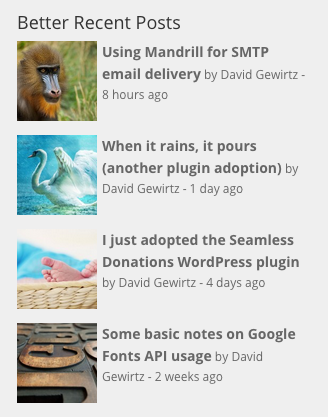 Better Recent Posts
Using Mandrill for SMTP
email delivery by David Gewirtz -
8 hours ago
When it rains, it pours
(another plugin adoption) by
David Gewirtz - 1 day ago
I just adopted the Seamless
Donations WordPress plugin
by David Gewirtz - 4 days ago
Some basic notes on Google
Fonts API usage by David
Gewirtz - 2 weeks ago